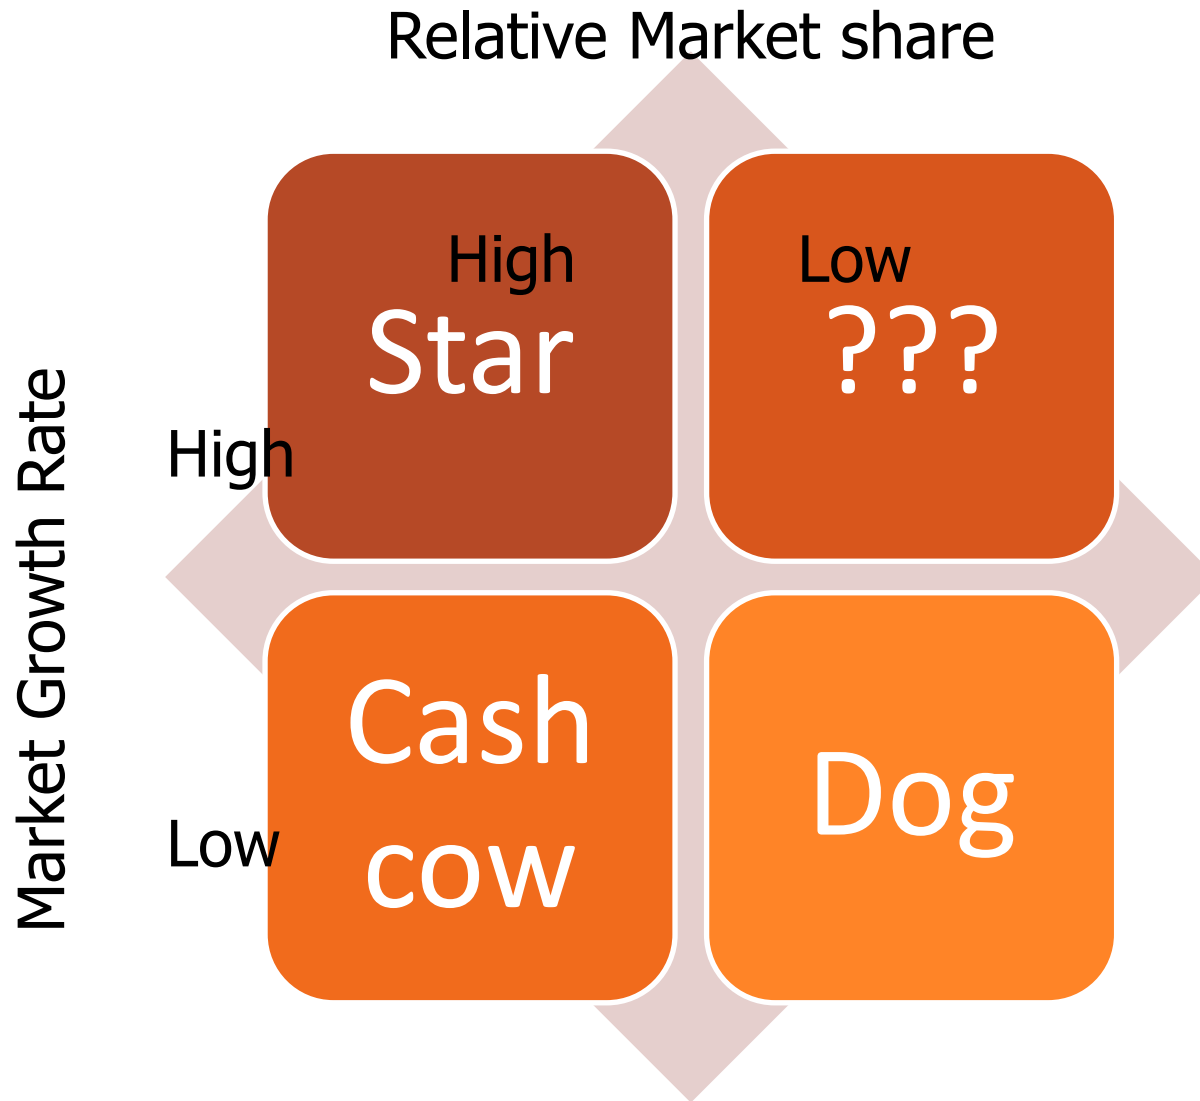 Relative Market share
High
Low
Star
???
Market Growth Rate
High
Cash
cow
Dog
Low